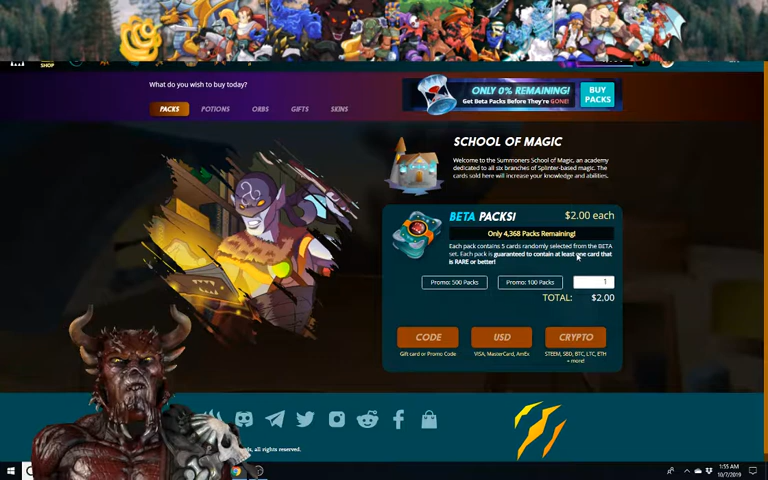 SHOP
What do you wish to buy today?
PACKS
POTIONS
ORBS
GIFTS
SKINS
ONLY 0% REMAINING!
Get Beta Packs Before They're GONE!
BUY
PACKS
SCHOOL OF MAGIC
Welcome to the Summoners School of Magic, an academy
dedicated to all six branches of Splinter-based magic. The
cards sold here will increase your knowledge and abilities.
BETA PACKS!
$2.00 each
Only 4,368 Packs Remaining!
Each pack contains 5 cards randomly selected from the BETA
set. Each pack is guaranteed to contain at least one card that
is RARE or better!
Promo: 500 Packs
Promo: 100 Packs
1
TOTAL: $2.00
CODE
USD
CRYPTO
Gift card or Promo Code
VISA, MasterCard, AmEx
STEEM, SBD, BTC, LTC, ETH
+ more!
all rights reserved.
1:55 AM
10/7/2019